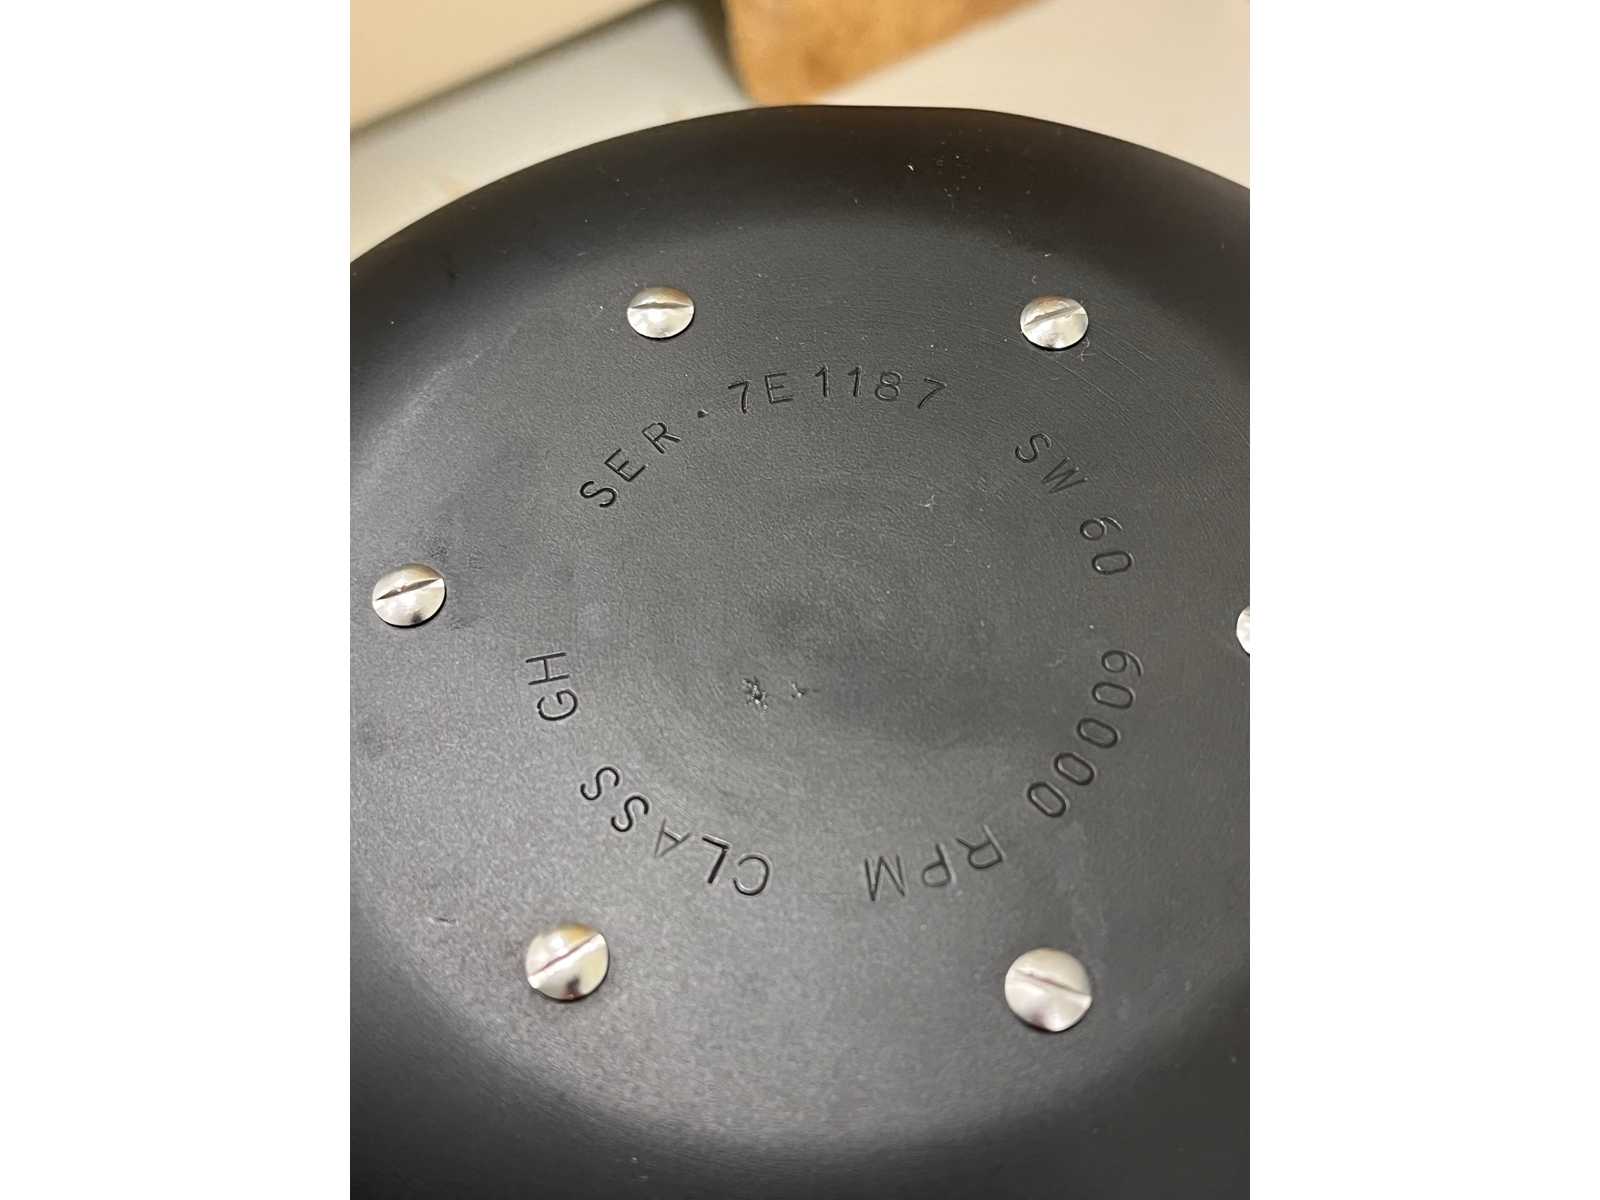 SER. 7E1187
SW 60
60000 RPM
CLASS GH